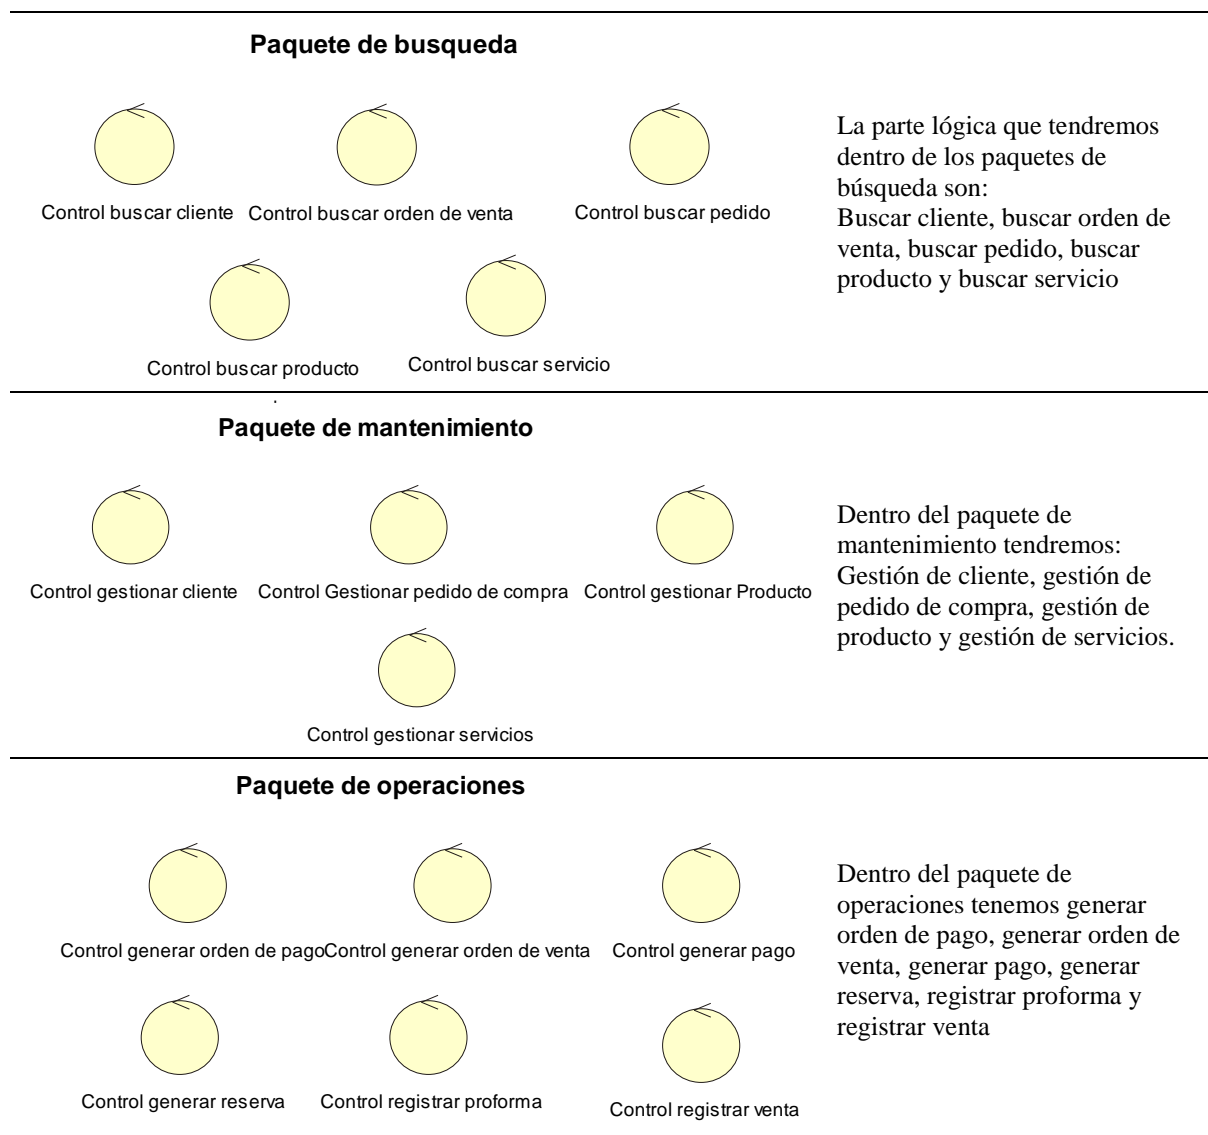 Paquete de busqueda
Control buscar cliente
Control buscar orden de venta
Control buscar pedido
Control buscar producto
Control buscar servicio
La parte lógica que tendremos
dentro de los paquetes de
búsqueda son:
Buscar cliente, buscar orden de
venta, buscar pedido, buscar
producto y buscar servicio
Paquete de mantenimiento
Control gestionar cliente
Control Gestionar pedido de compra
Control gestionar Producto
Control gestionar servicios
Dentro del paquete de
mantenimiento tendremos:
Gestión de cliente, gestión de
pedido de compra, gestión de
producto y gestión de servicios.
Paquete de operaciones
Control generar orden de pago
Control generar orden de venta
Control generar pago
Control generar reserva
Control registrar proforma
Control registrar venta
Dentro del paquete de
operaciones tenemos generar
orden de pago, generar orden de
venta, generar pago, generar
reserva, registrar proforma y
registrar venta